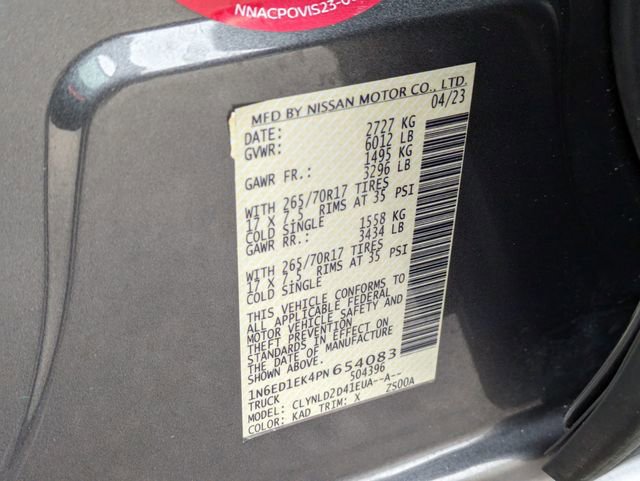 NNACPOVIS23-0
MFD BY NISSAN MOTOR CO., LTD.
DATE: 04/23
GVWR: 2727 KG
6012 LB
GAWR FR.: 1495 KG
3296 LB
WITH 265/70R17 TIRES
17 X 7.5 RIMS AT 35 PSI
COLD SINGLE
GAWR RR.: 1558 KG
3434 LB
WITH 265/70R17 TIRES
17 X 7.5 RIMS AT 35 PSI
COLD SINGLE
THIS VEHICLE CONFORMS TO
ALL APPLICABLE FEDERAL
MOTOR VEHICLE SAFETY AND
THEFT PREVENTION
STANDARDS IN EFFECT ON
THE DATE OF MANUFACTURE
SHOWN ABOVE.
1N6ED1EK4PN654083
TRUCK 504396
MODEL: CLYNLD2D41EUA--A--
COLOR: KAD TRIM: X ZS00A